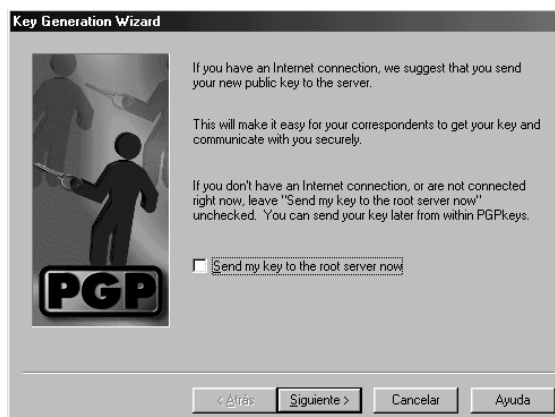 Key Generation Wizard
If you have an Internet connection, we suggest that you send
your new public key to the server.
This will make it easy for your correspondents to get your key and
communicate with you securely.
If you don't have an Internet connection, or are not connected
right now, leave "Send my key to the root server now"
unchecked. You can send your key later from within PGPkeys.
Send my key to the root server now
PGP
< Atrás
Siguiente >
Cancelar
Ayuda